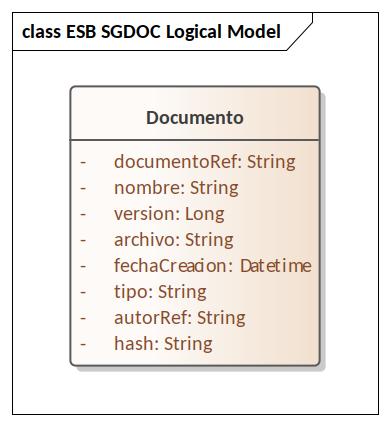 class ESB SGDOC Logical Model
Documento
- documentoRef: String
- nombre: String
- version: Long
- archivo: String
- fechaCreacion: Datetime
- tipo: String
- autorRef: String
- hash: String